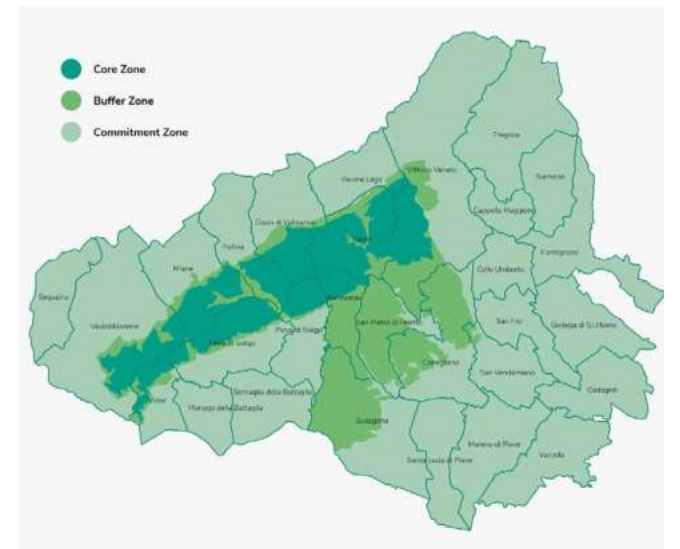 Core Zone
Buffer Zone
Commitment Zone
Fregona
Vittorio Veneto
Revine Lago
Sarmede
Cappella Maggiore
Cison di Valmarino
Follina
Cordignano
Miane
Colle Umberto
Segusino
Valdobbiadene
San Fior
Godega di S.Urbano
San Pietro di Feletto
Pieve di Soligo
Farra di Soligo
Conegliano
San Vendemiano
Codognè
Sernaglia della Battaglia
Moriago della Battaglia
Susegana
Mareno di Piave
Santa Lucia di Piave
Vazzola